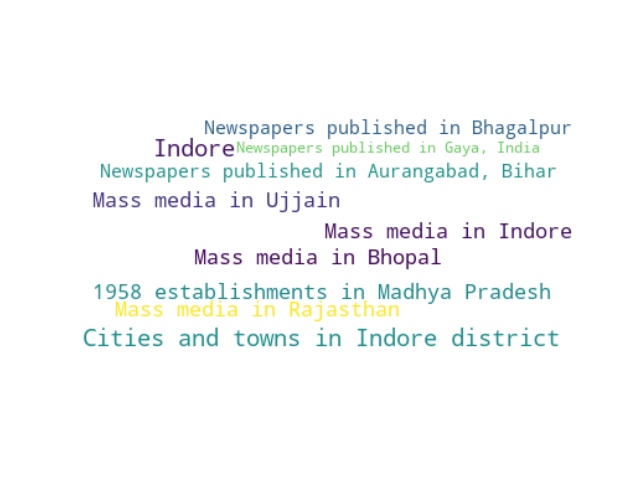 Newspapers published in Bhagalpur
Indore
Newspapers published in Gaya, India
Newspapers published in Aurangabad, Bihar
Mass media in Ujjain
Mass media in Indore
Mass media in Bhopal
1958 establishments in Madhya Pradesh
Mass media in Rajasthan
Cities and towns in Indore district